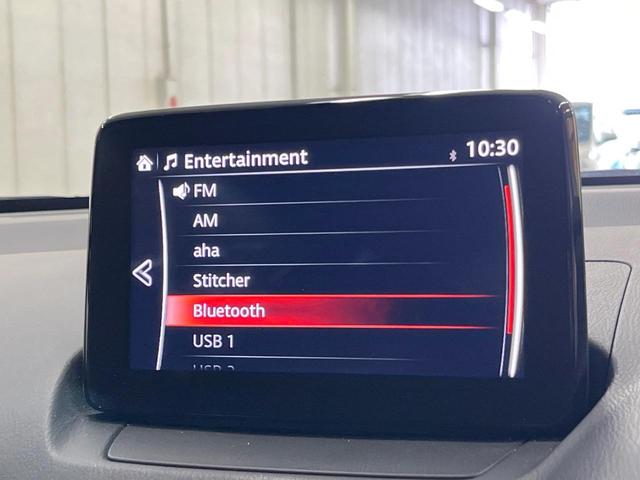 Entertainment 10:30
FM
AM
aha
Stitcher
Bluetooth
USB 1